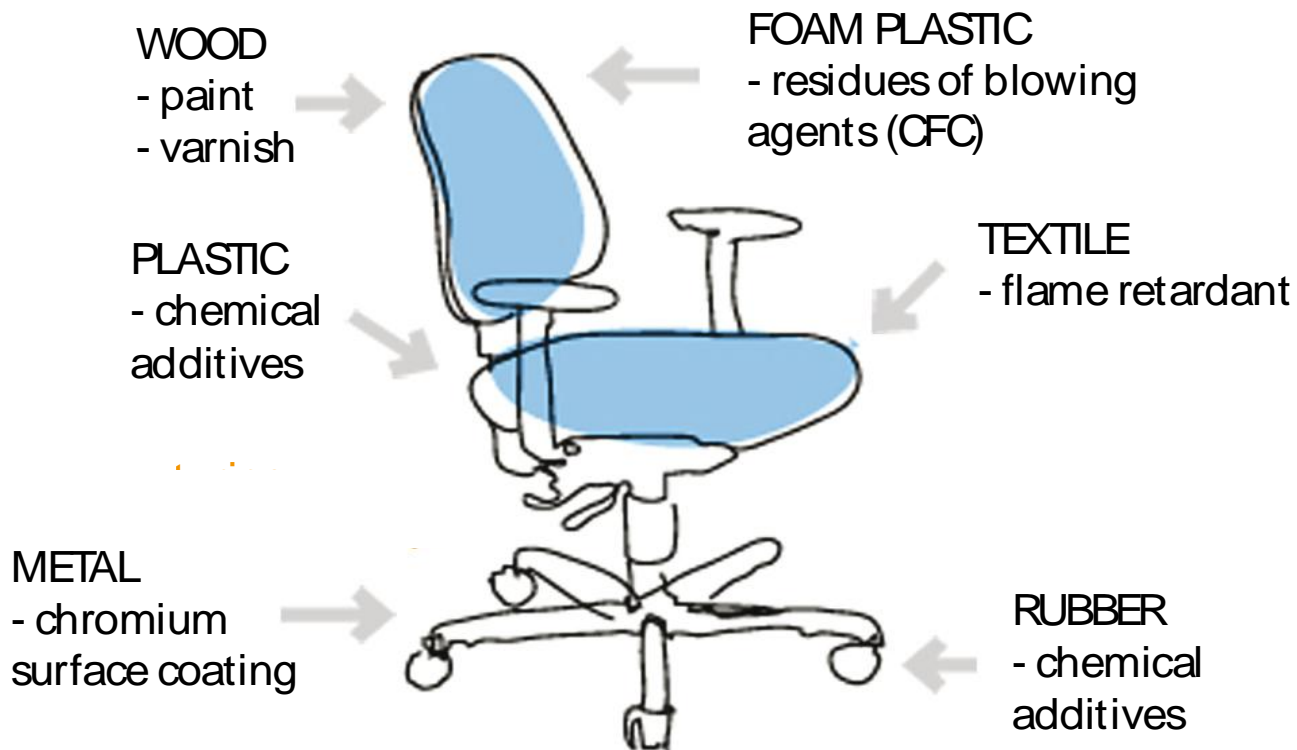 WOOD
- paint
- varnish
FOAM PLASTIC
- residues of blowing
agents (CFC)
PLASTIC
- chemical
additives
TEXTILE
- flame retardant
METAL
- chromium
surface coating
RUBBER
- chemical
additives